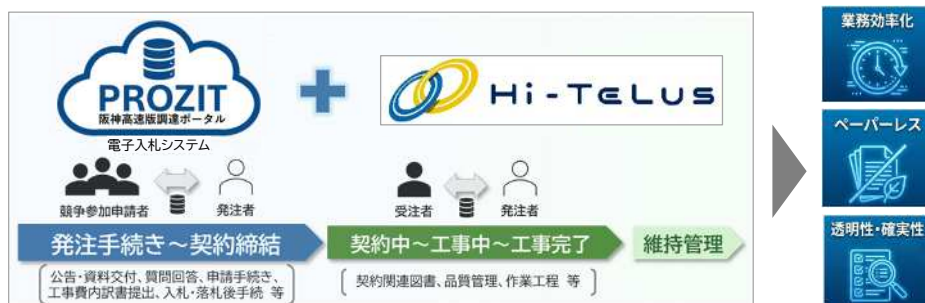 PROZIT
阪神高速版調達ポータル
電子入札システム
Hi-TeLus
競争参加申請者
発注者
受注者
発注者
発注手続き~契約締結
契約中~工事中~工事完了
維持管理
公告・資料交付、質問回答、申請手続き、
工事費内訳書提出、入札・落札後手続 等
契約関連図書、品質管理、作業工程 等
業務効率化
ペーパーレス
透明性・確実性